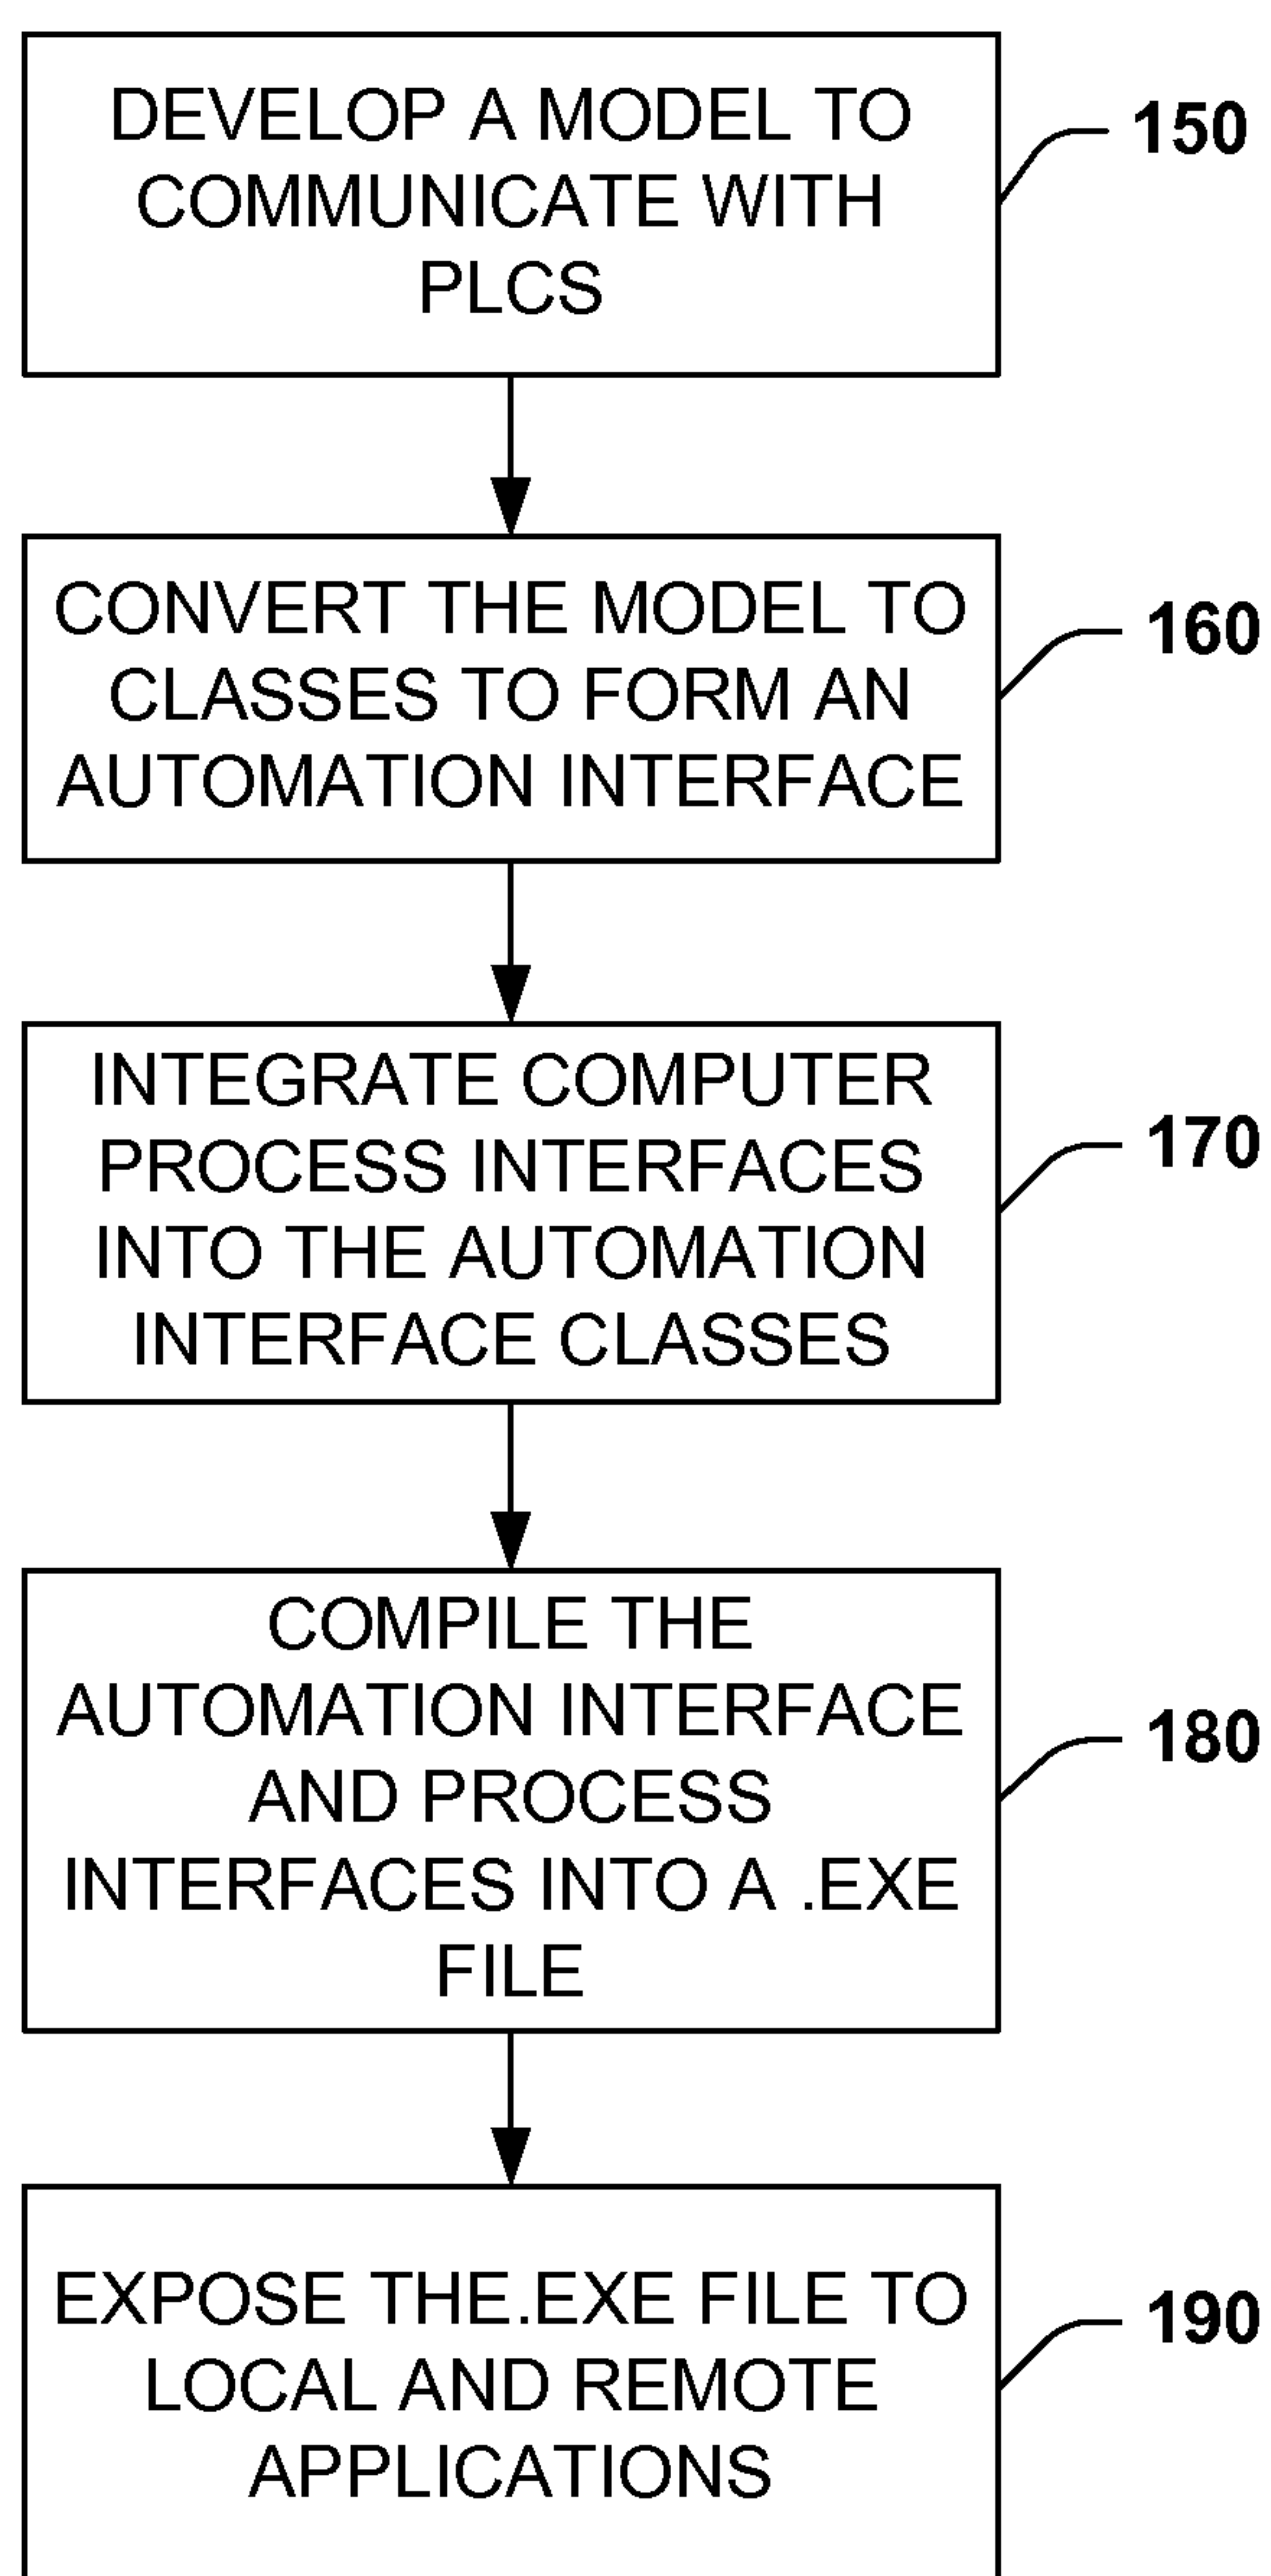 DEVELOP A MODEL TO
COMMUNICATE WITH
PLCS
150
CONVERT THE MODEL TO
CLASSES TO FORM AN
AUTOMATION INTERFACE
160
INTEGRATE COMPUTER
PROCESS INTERFACES
INTO THE AUTOMATION
INTERFACE CLASSES
170
COMPILE THE
AUTOMATION INTERFACE
AND PROCESS
INTERFACES INTO A .EXE
FILE
180
EXPOSE THE.EXE FILE TO
LOCAL AND REMOTE
APPLICATIONS
190